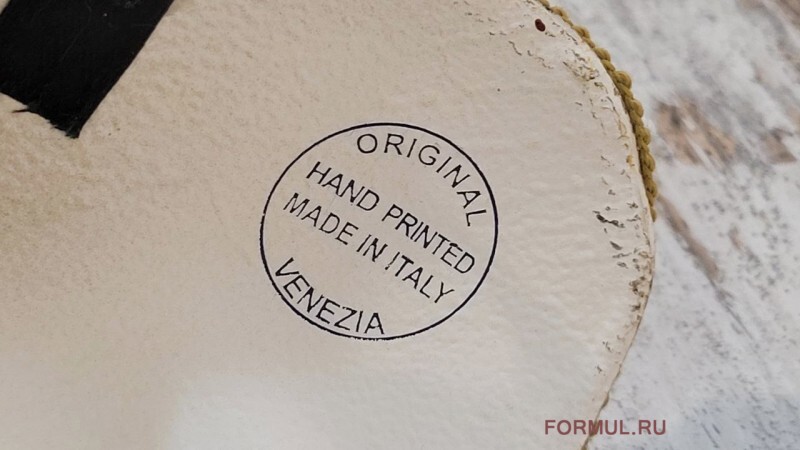 ORIGINAL
HAND PRINTED
MADE IN ITALY
VENEZIA
FORMUL.RU